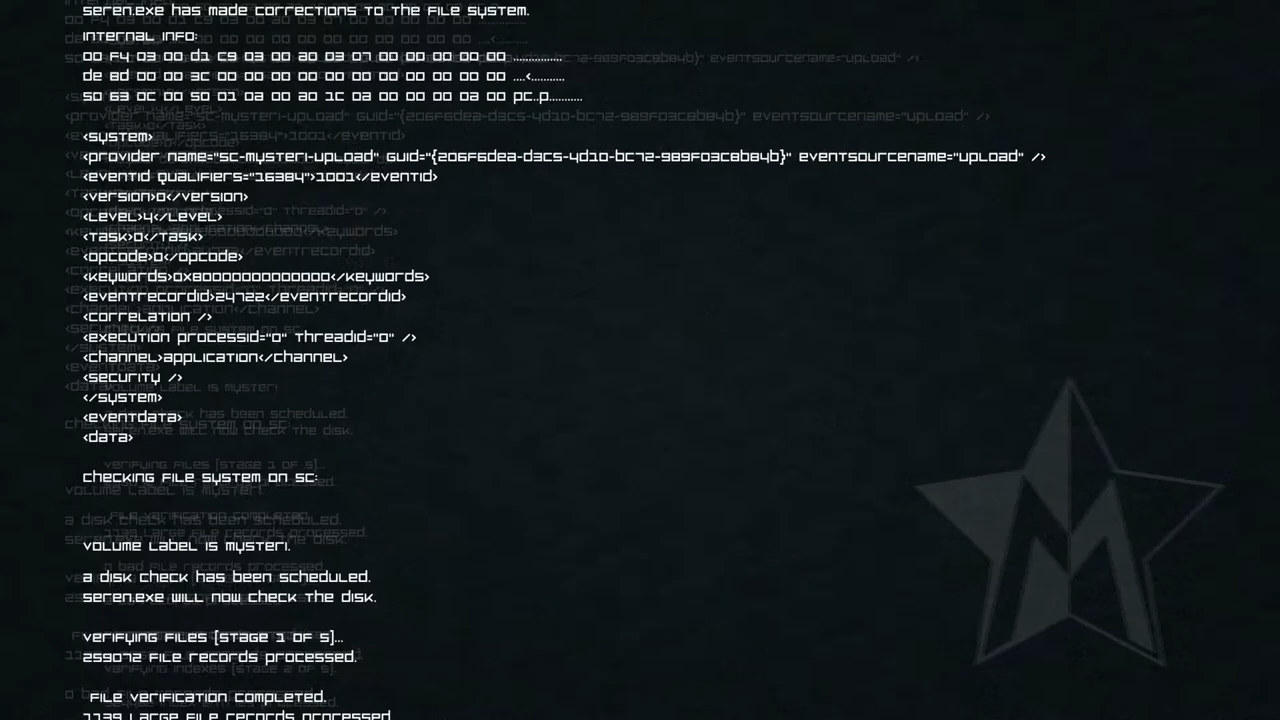 seren.exe has made corrections to the file system.
internal info:
00 f4 03 00 d1 c9 03 00 a0 03 07 00 00 00 00 00 ..............
de 8d 00 00 3c 00 00 00 00 00 00 00 00 00 00 00 ....<..........
50 63 0c 00 50 01 0a 00 a0 1c 0a 00 00 00 0a 00 pc..p..........
<system>
<provider name="sc-mysteri-upload" guid="{206f6dea-d3c5-4d10-bc72-989f03c8b84b}" eventsourcename="upload" />
<eventid qualifiers="16384">1001</eventid>
<version>0</version>
<level>4</level>
<task>0</task>
<opcode>0</opcode>
<keywords>0x80000000000000</keywords>
<eventrecordid>24722</eventrecordid>
<correlation />
<execution processid="0" threadid="0" />
<channel>application</channel>
<security />
</system>
<eventdata>
<data>
checking file system on sc:
volume label is mysteri.
a disk check has been scheduled.
seren.exe will now check the disk.
verifying files [stage 1 of 5]...
259072 file records processed.
file verification completed.
1139 large file records processed.
M